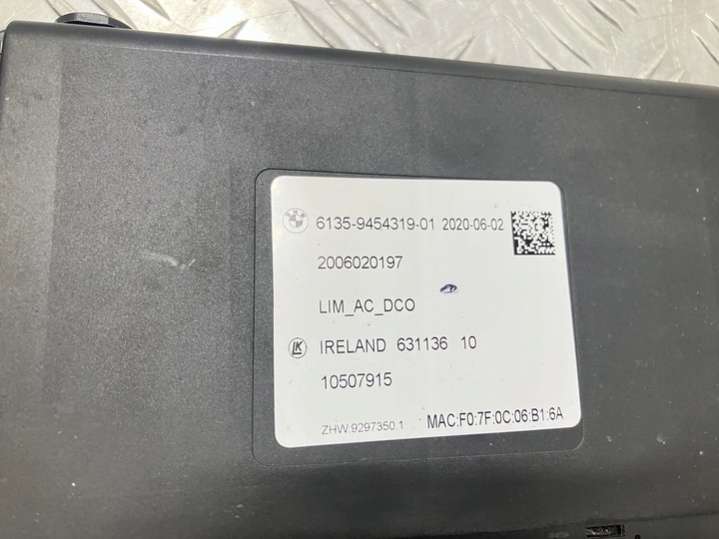 6135-9454319-01 2020-06-02
2006020197
LIM_AC_DCO
LK IRELAND 631136 10
10507915
ZHW.9297350.1 MAC:F0:7F:0C:06:B1:6A